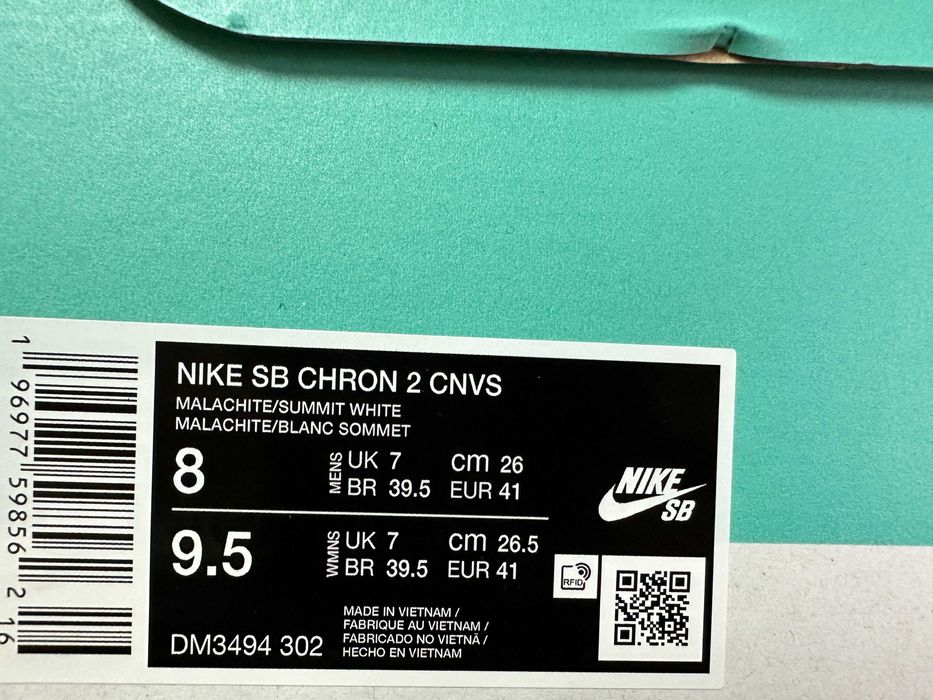 1 96977 59856 2 16
NIKE SB CHRON 2 CNVS
MALACHITE/SUMMIT WHITE
MALACHITE/BLANC SOMMET
8 MENS UK 7 cm 26
BR 39.5 EUR 41
9.5 WMNS UK 7 cm 26.5
BR 39.5 EUR 41
NIKE
SB
RFID
MADE IN VIETNAM /
FABRIQUE AU VIETNAM /
FABRICADO NO VIETNÃ /
HECHO EN VIETNAM
DM3494 302